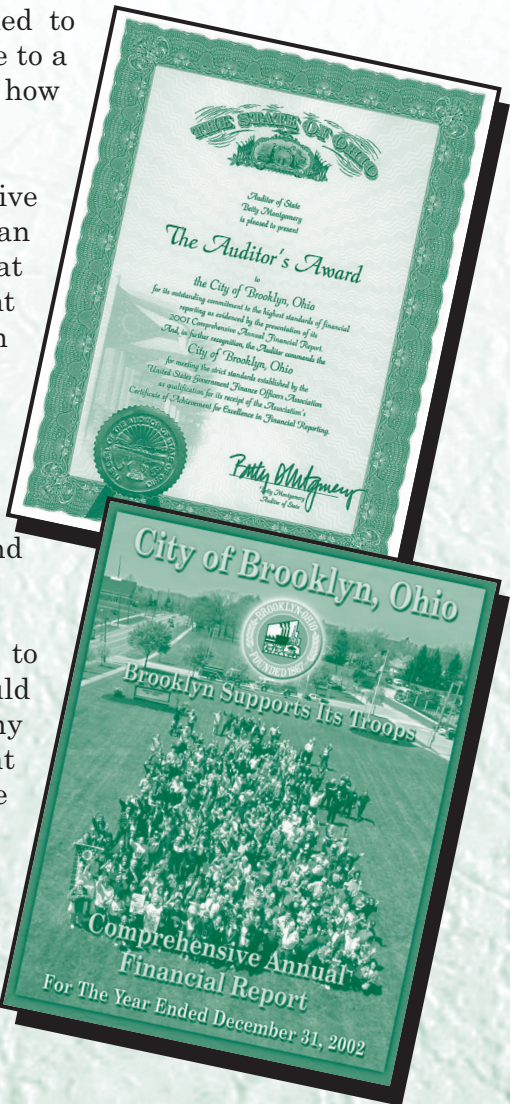 ed to
e to a
how
ive
an
at
nt
n
nd
to
uld
ny
nt
e
THE STATE OF OHIO
Auditor of State
Betty Montgomery
is pleased to present
The Auditor's Award
to
the City of Brooklyn, Ohio
for its outstanding commitment to the highest standards of financial
reporting as evidenced by the presentation of its
2001 Comprehensive Annual Financial Report.
And, in further recognition, the Auditor commends the
City of Brooklyn, Ohio
for meeting the strict standards established by the
United States Government Finance Officers Association
as qualification for its receipt of the Association's
Certificate of Achievement for Excellence in Financial Reporting.
Betty Montgomery
Betty Montgomery
Auditor of State
City of Brooklyn, Ohio
BROOKLYN OHIO
FOUNDED 1867
Brooklyn Supports Its Troops
Comprehensive Annual
Financial Report
For The Year Ended December 31, 2002